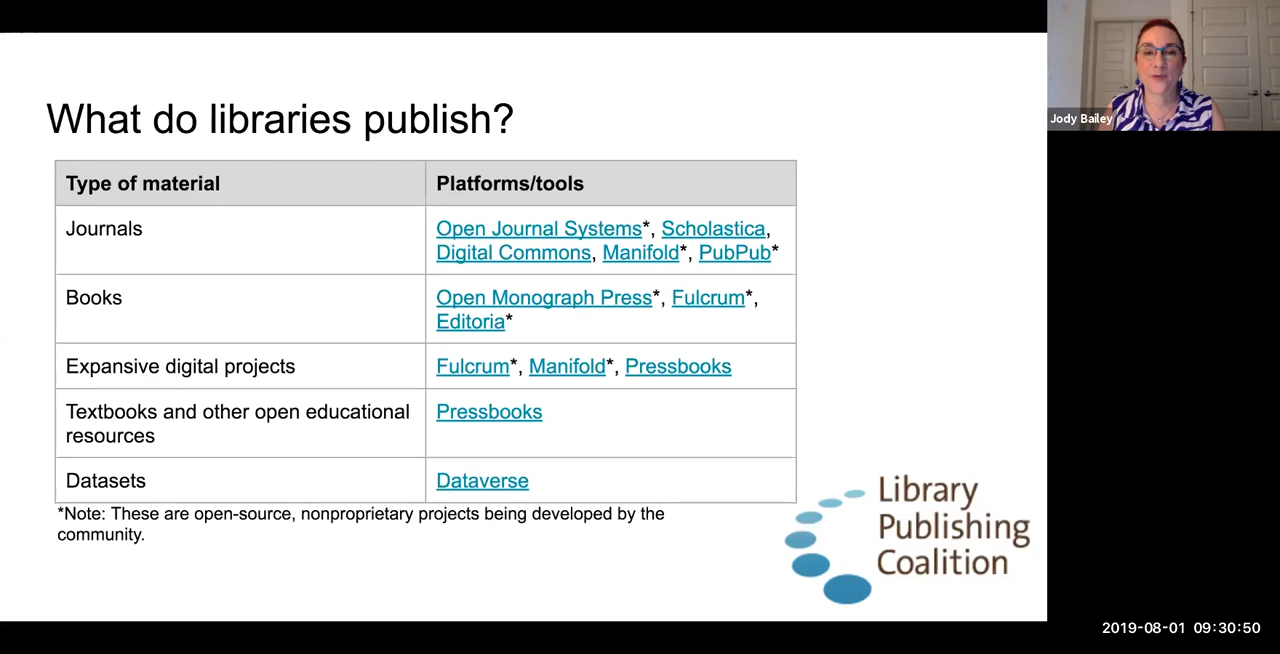 What do libraries publish?
Type of material
Platforms/tools
Journals
Open Journal Systems*, Scholastica,
Digital Commons, Manifold*, PubPub*
Books
Open Monograph Press*, Fulcrum*,
Editoria*
Expansive digital projects
Fulcrum*, Manifold*, Pressbooks
Textbooks and other open educational
resources
Pressbooks
Datasets
Dataverse
*Note: These are open-source, nonproprietary projects being developed by the
community.
Library
Publishing
Coalition
Jody Bailey
2019-08-01 09:30:50